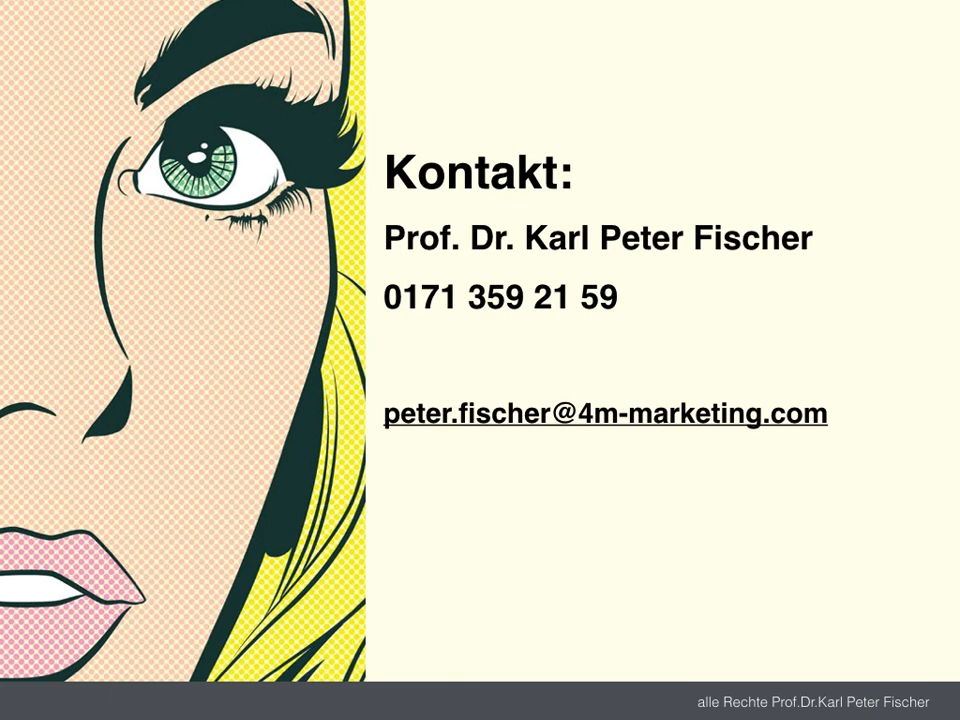 Kontakt:
Prof. Dr. Karl Peter Fischer
0171 359 21 59
peter.fischer@4m-marketing.com
alle Rechte Prof.Dr.Karl Peter Fischer